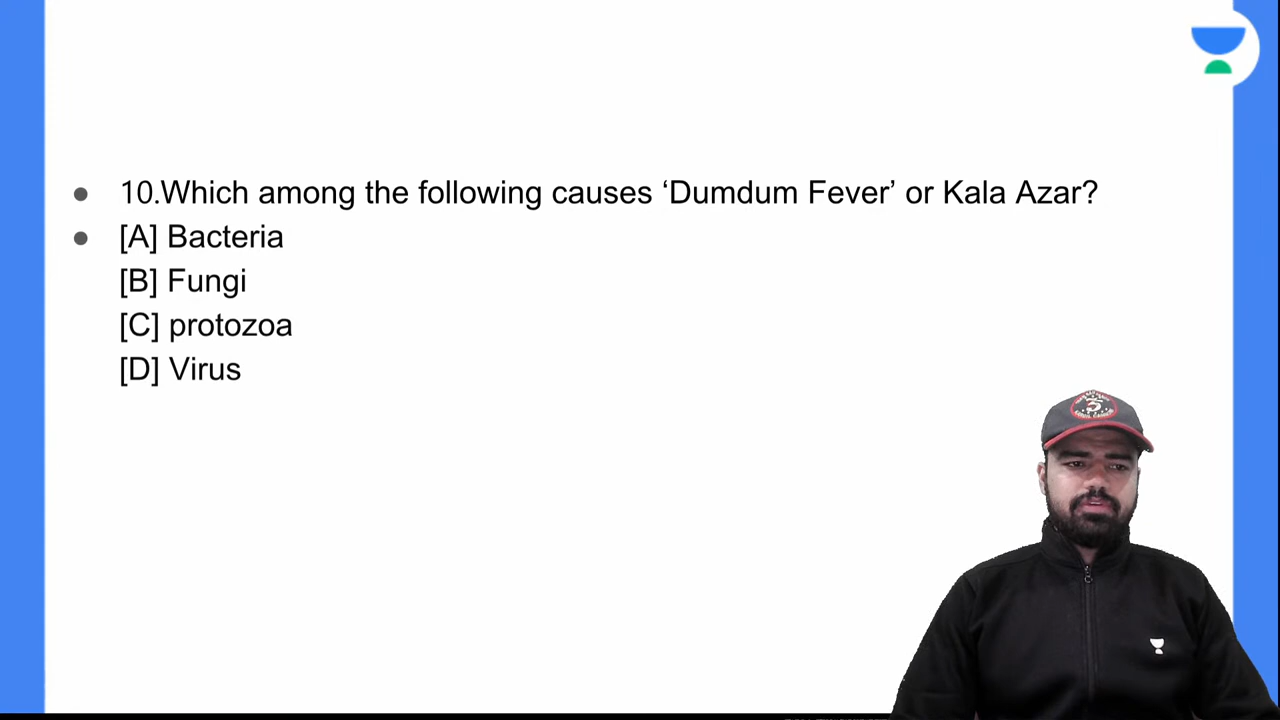 10.Which among the following causes ‘Dumdum Fever’ or Kala Azar?
[A] Bacteria
[B] Fungi
[C] protozoa
[D] Virus